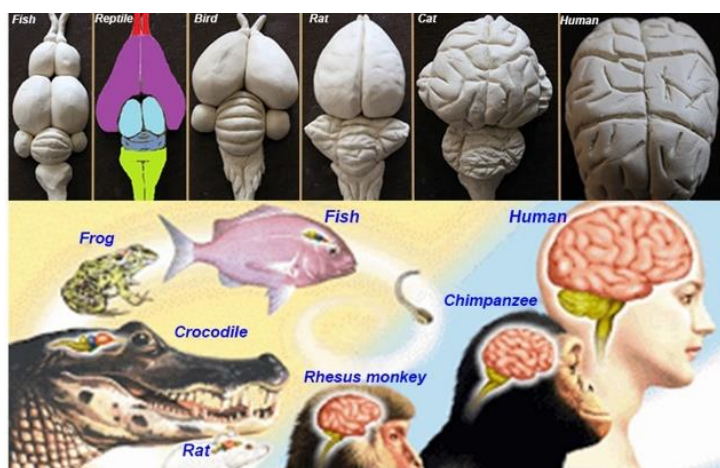 Fish
Reptile
Bird
Rat
Cat
Human
Frog
Fish
Human
Chimpanzee
Crocodile
Rhesus monkey
Rat